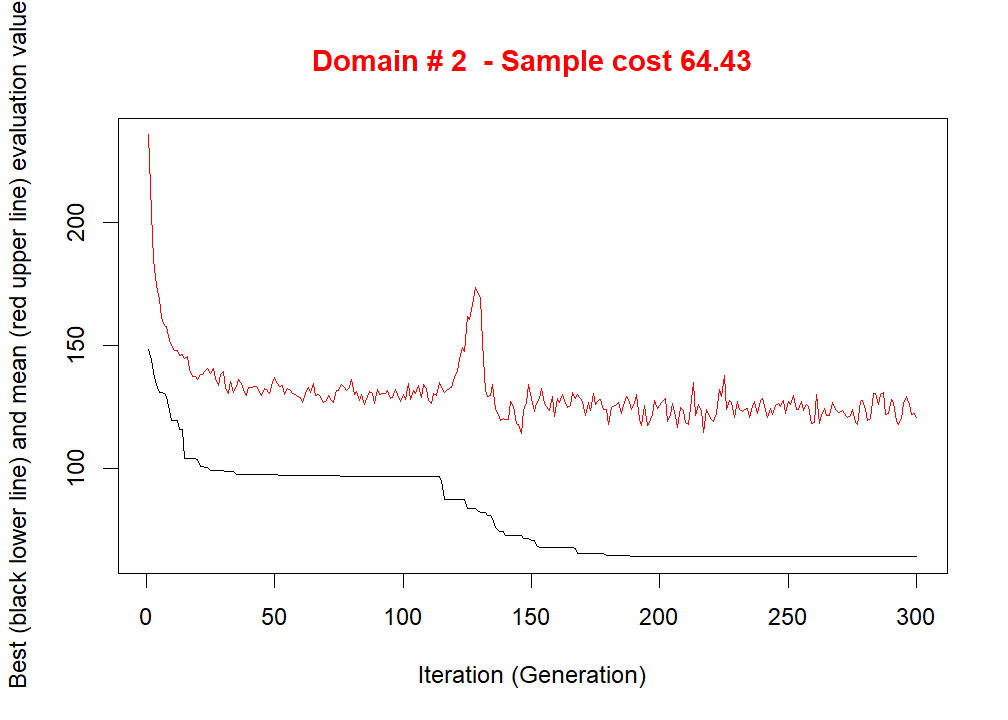 Domain # 2  - Sample cost 64.43
Best (black lower line) and mean (red upper line) evaluation value
200
150
100
0 50 100 150 200 250 300
Iteration (Generation)